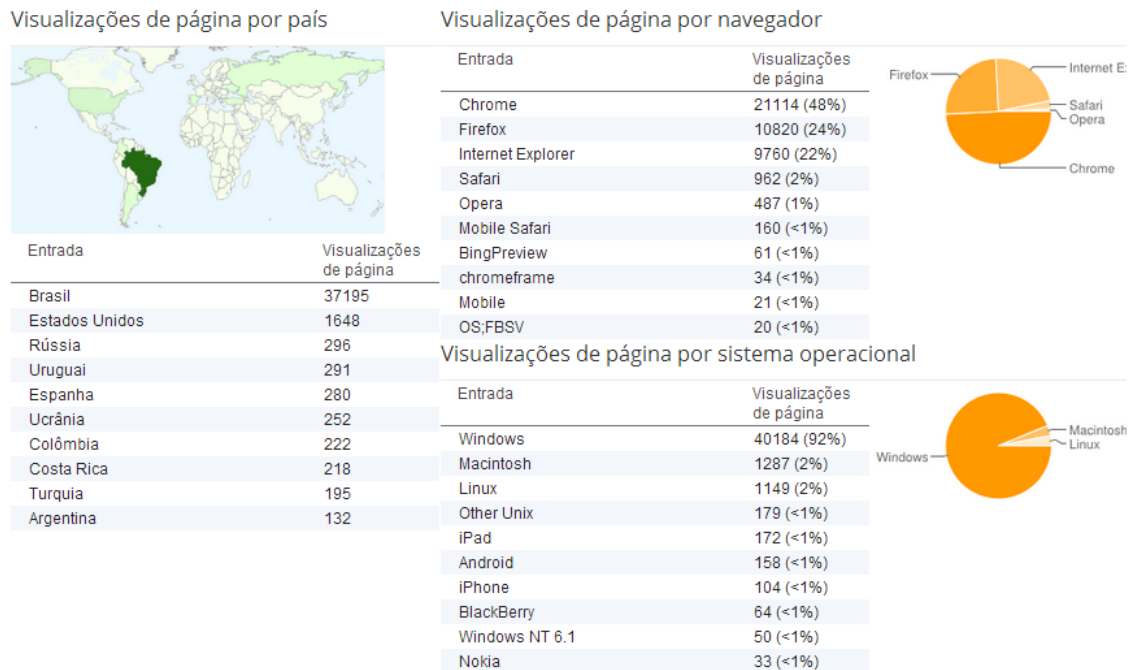 Visualizações de página por país
Entrada Visualizações
de página
Brasil 37195
Estados Unidos 1648
Rússia 296
Uruguai 291
Espanha 280
Ucrânia 252
Colômbia 222
Costa Rica 218
Turquia 195
Argentina 132
Visualizações de página por navegador
Entrada Visualizações
de página
Chrome 21114 (48%)
Firefox 10820 (24%)
Internet Explorer 9760 (22%)
Safari 962 (2%)
Opera 487 (1%)
Mobile Safari 160 (<1%)
BingPreview 61 (<1%)
chromeframe 34 (<1%)
Mobile 21 (<1%)
OS;FBSV 20 (<1%)
Firefox
Internet E
Safari
Opera
Chrome
Visualizações de página por sistema operacional
Entrada Visualizações
de página
Windows 40184 (92%)
Macintosh 1287 (2%)
Linux 1149 (2%)
Other Unix 179 (<1%)
iPad 172 (<1%)
Android 158 (<1%)
iPhone 104 (<1%)
BlackBerry 64 (<1%)
Windows NT 6.1 50 (<1%)
Nokia 33 (<1%)
Windows
Macintosh
Linux